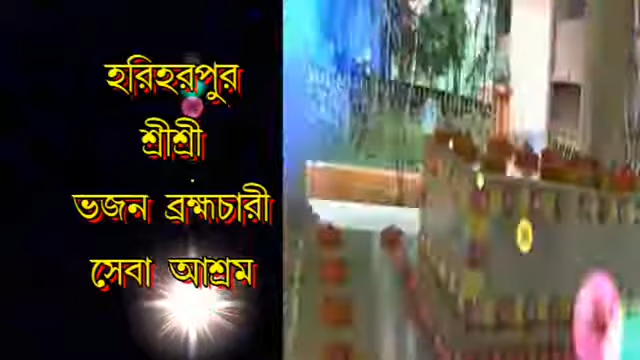 হরিহরপুর
শ্রীশ্রী
ভজন ব্রহ্মচারী
সেবা আশ্রম